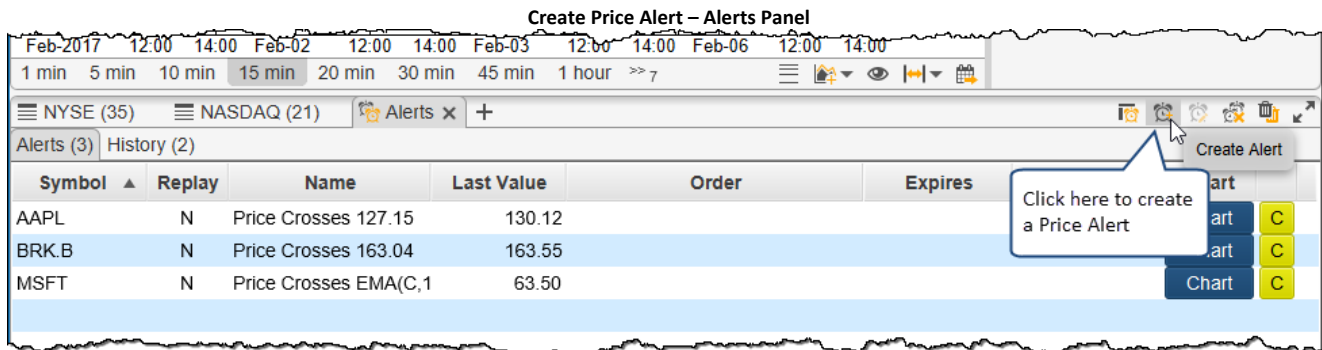 Create Price Alert – Alerts Panel
Feb-2017 12:00 14:00 Feb-02 12:00 14:00 Feb-03 12:00 14:00 Feb-06 12:00 14:00
1 min 5 min 10 min 15 min 20 min 30 min 45 min 1 hour >> 7
NYSE (35) NASDAQ (21) Alerts x +
Alerts (3) History (2)
Create Alert
Symbol ▲ Replay Name Last Value Order Expires art
Click here to create
a Price Alert
AAPL N Price Crosses 127.15 130.12 art C
BRK.B N Price Crosses 163.04 163.55 art C
MSFT N Price Crosses EMA(C,1 63.50 Chart C